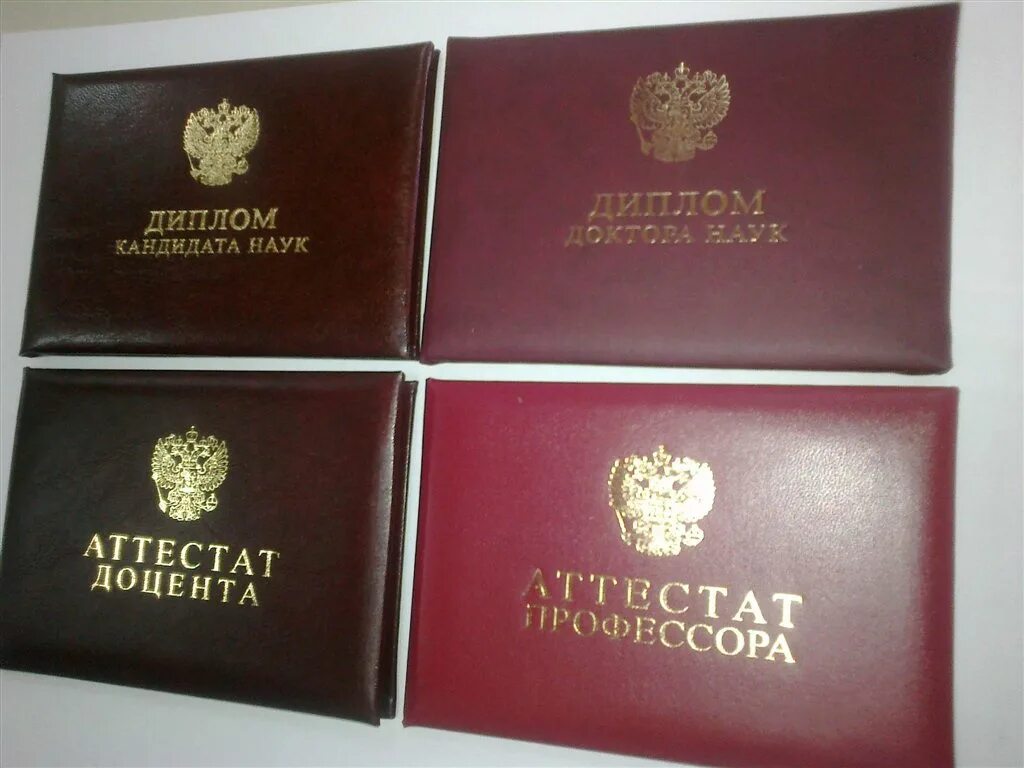 ДИПЛОМ
КАНДИДАТА НАУК
ДИПЛОМ
ДОКТОРА НАУК
АТТЕСТАТ
ДОЦЕНТА
АТТЕСТАТ
ПРОФЕССОРА